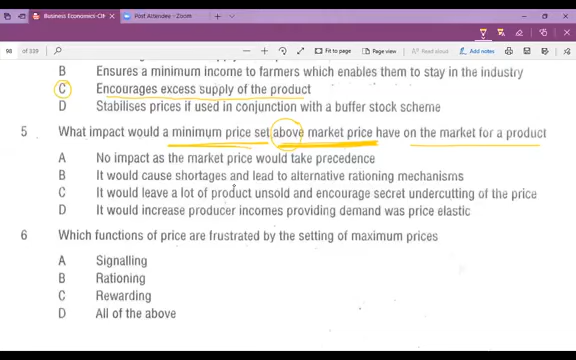 Business Economics-CM
Post Attendee - Zoom
98 of 339
Fit to page
Page view
Read aloud
Add notes
B Ensures a minimum income to farmers which enables them to stay in the industry
C Encourages excess supply of the product
D Stabilises prices if used in conjunction with a buffer stock scheme
5 What impact would a minimum price set above market price have on the market for a product
A No impact as the market price would take precedence
B It would cause shortages and lead to alternative rationing mechanisms
C It would leave a lot of product unsold and encourage secret undercutting of the price
D It would increase producer incomes providing demand was price elastic
6 Which functions of price are frustrated by the setting of maximum prices
A Signalling
B Rationing
C Rewarding
D All of the above